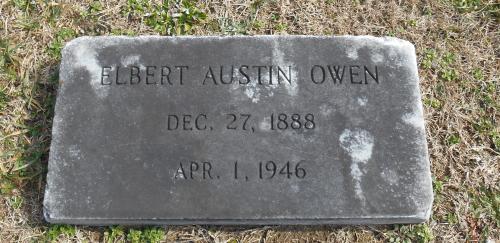 ELBERT AUSTIN OWEN
DEC. 27, 1888
APR. 1, 1946